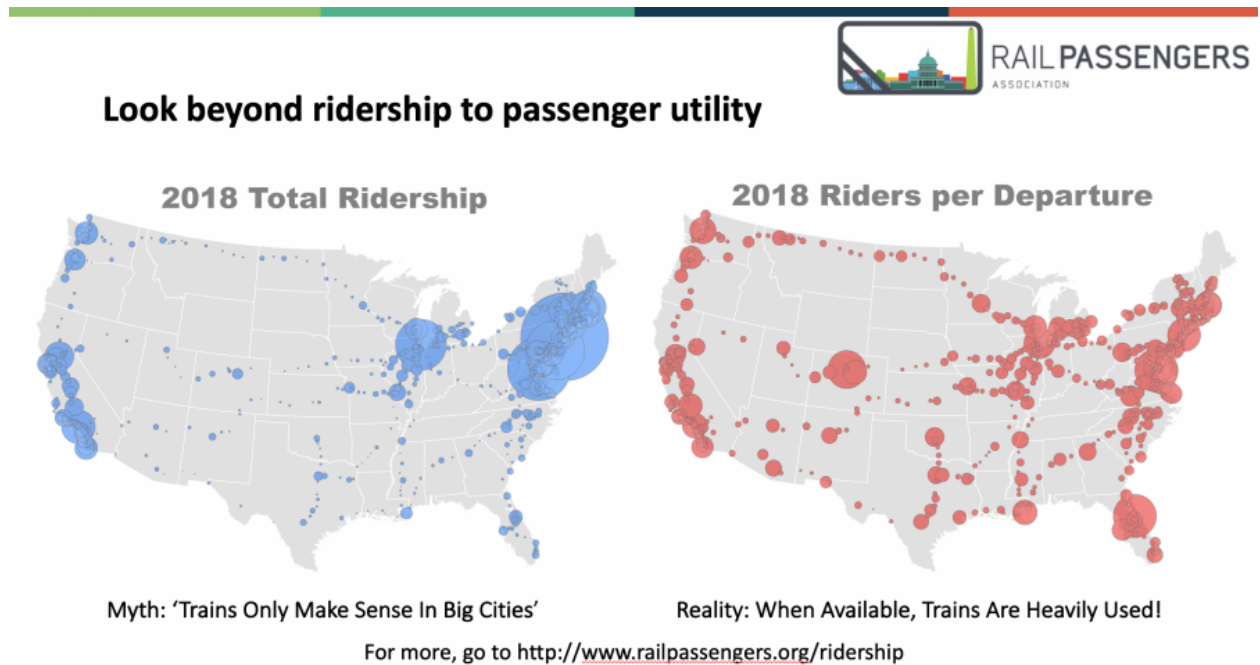 RAIL PASSENGERS
ASSOCIATION
Look beyond ridership to passenger utility
2018 Total Ridership
2018 Riders per Departure
Myth: ‘Trains Only Make Sense In Big Cities’
Reality: When Available, Trains Are Heavily Used!
For more, go to http://www.railpassengers.org/ridership